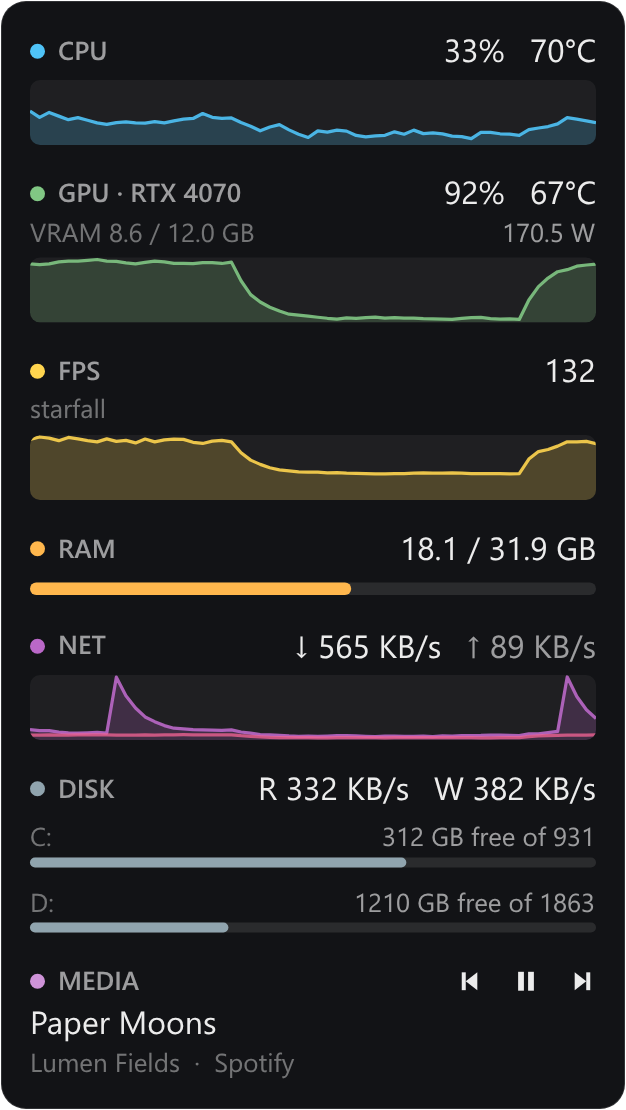 CPU 33% 70°C
GPU · RTX 4070 92% 67°C
VRAM 8.6 / 12.0 GB 170.5 W
FPS 132
starfall
RAM 18.1 / 31.9 GB
NET ↓ 565 KB/s ↑ 89 KB/s
DISK R 332 KB/s W 382 KB/s
C: 312 GB free of 931
D: 1210 GB free of 1863
MEDIA
Paper Moons
Lumen Fields · Spotify